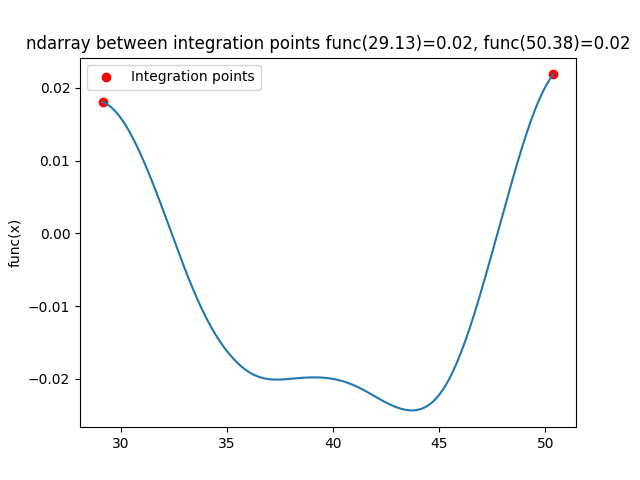 ndarray between integration points func(29.13)=0.02, func(50.38)=0.02
Integration points
0.02
0.01
0.00
−0.01
−0.02
func(x)
30 35 40 45 50